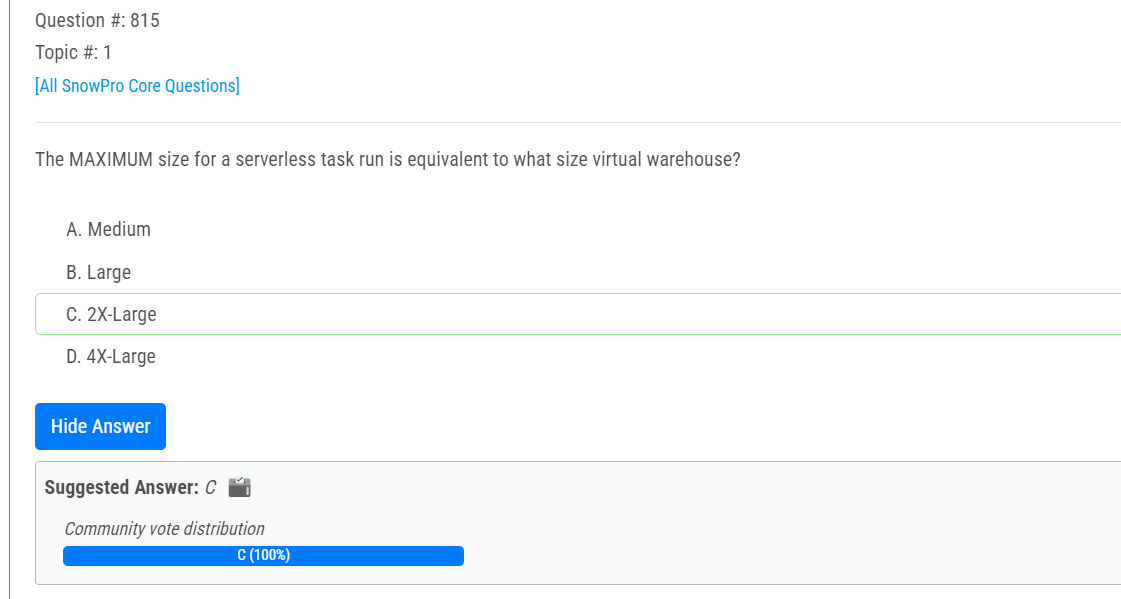 Question #: 815
Topic #: 1
[All SnowPro Core Questions]
The MAXIMUM size for a serverless task run is equivalent to what size virtual warehouse?
A. Medium
B. Large
C. 2X-Large
D. 4X-Large
Hide Answer
Suggested Answer: C
Community vote distribution
C (100%)